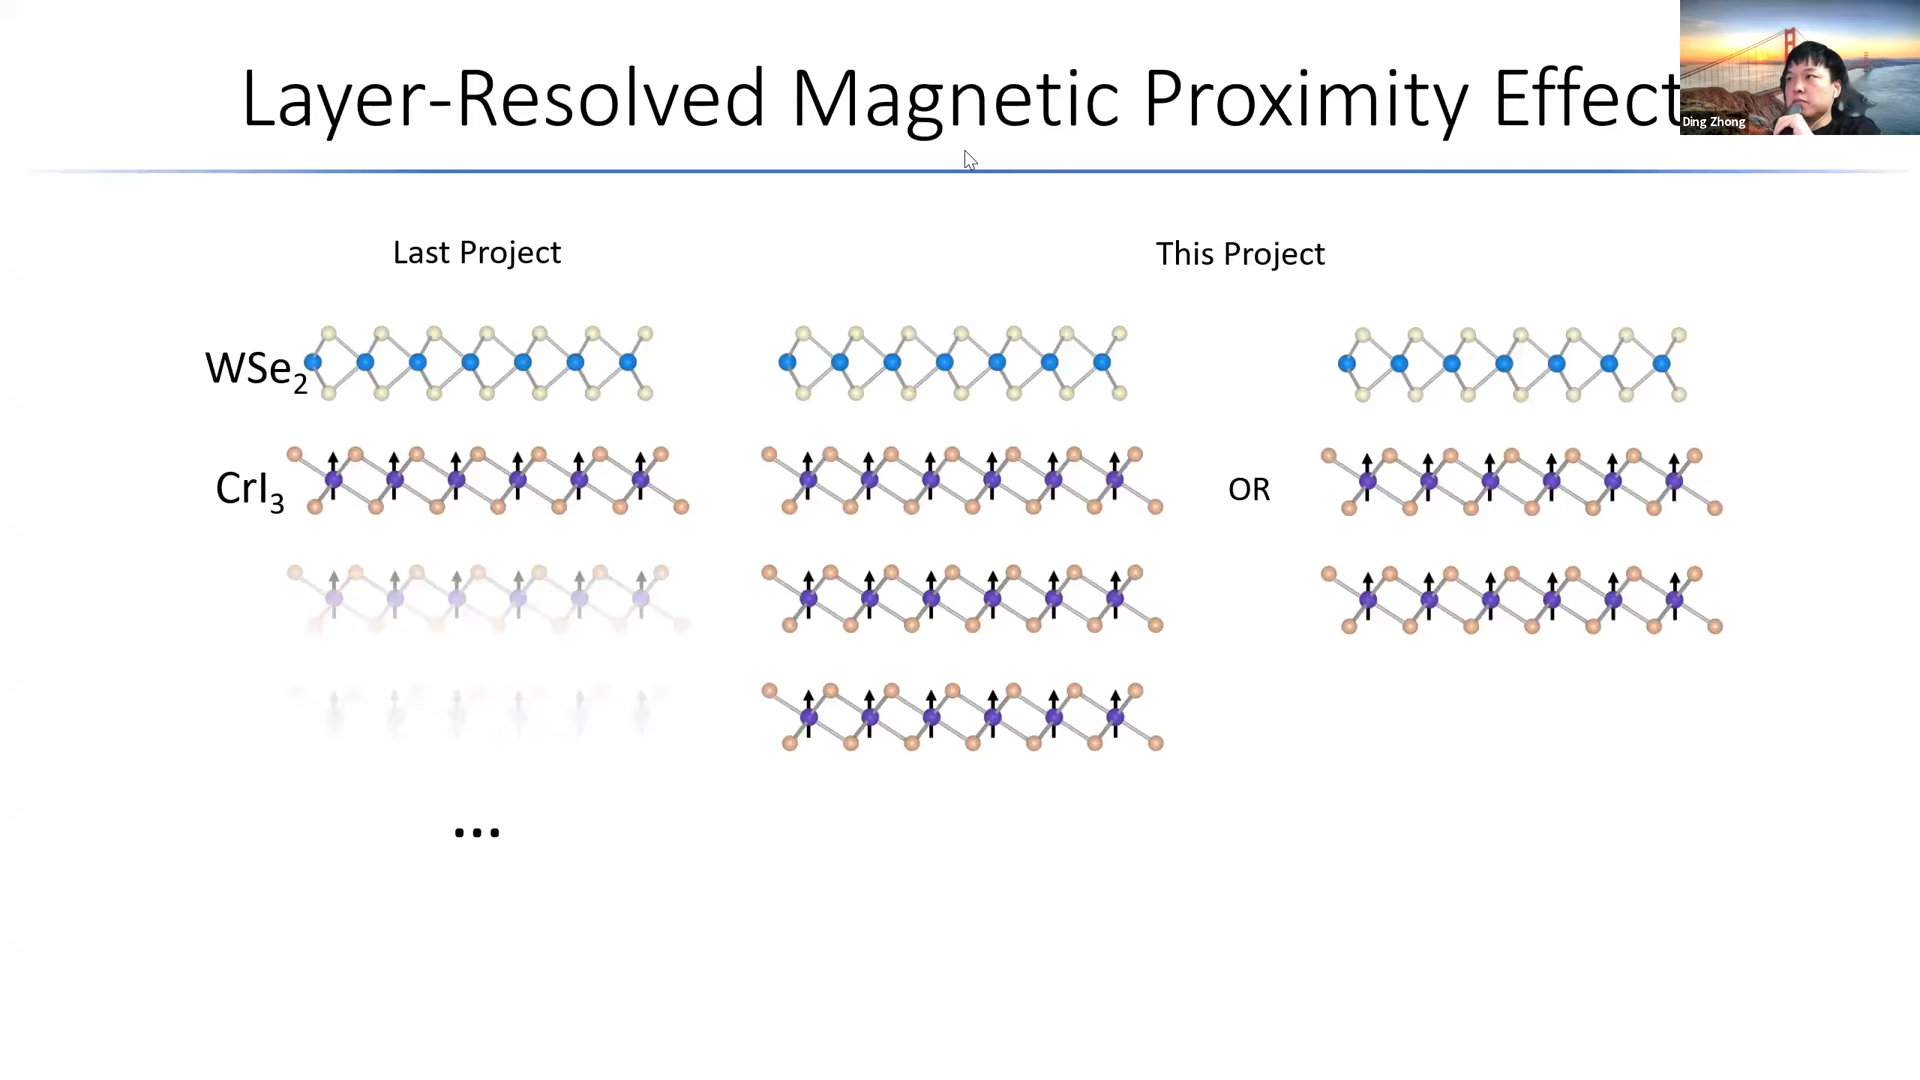 Layer-Resolved Magnetic Proximity Effect
Ding Zhong
Last Project
This Project
WSe₂
CrI₃
OR
...